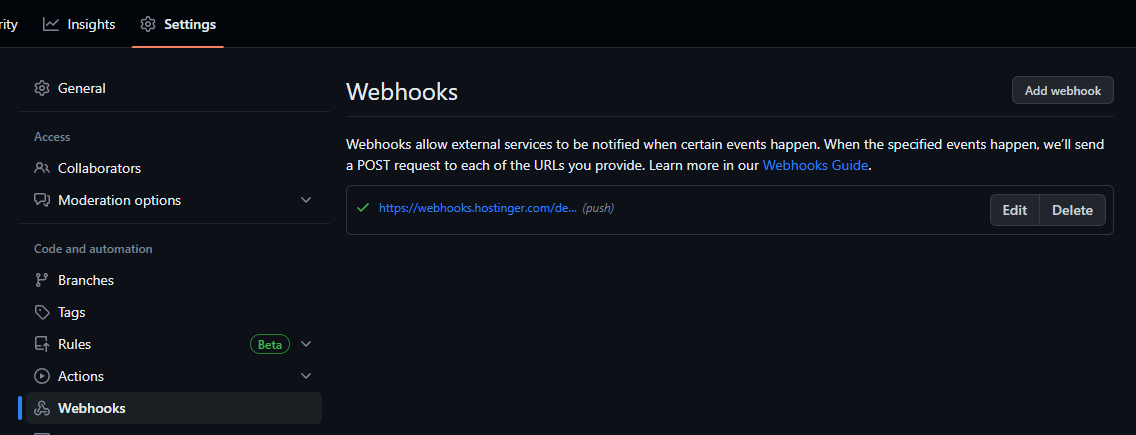 rity Insights Settings
General
Access
Collaborators
Moderation options
Code and automation
Branches
Tags
Rules Beta
Actions
Webhooks
Webhooks Add webhook
Webhooks allow external services to be notified when certain events happen. When the specified events happen, we’ll send
a POST request to each of the URLs you provide. Learn more in our Webhooks Guide.
https://webhooks.hostinger.com/de... (push) Edit Delete